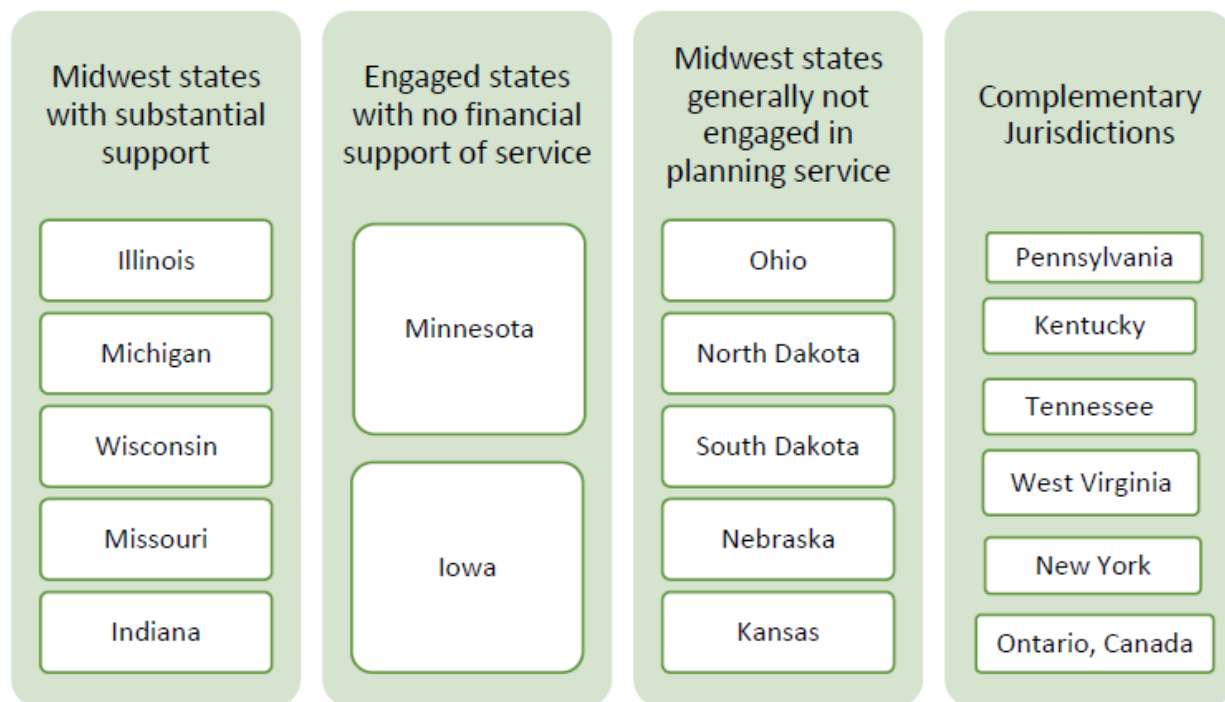 Midwest states
with substantial
support
Illinois
Michigan
Wisconsin
Missouri
Indiana
Engaged states
with no financial
support of service
Minnesota
Iowa
Midwest states
generally not
engaged in
planning service
Ohio
North Dakota
South Dakota
Nebraska
Kansas
Complementary
Jurisdictions
Pennsylvania
Kentucky
Tennessee
West Virginia
New York
Ontario, Canada